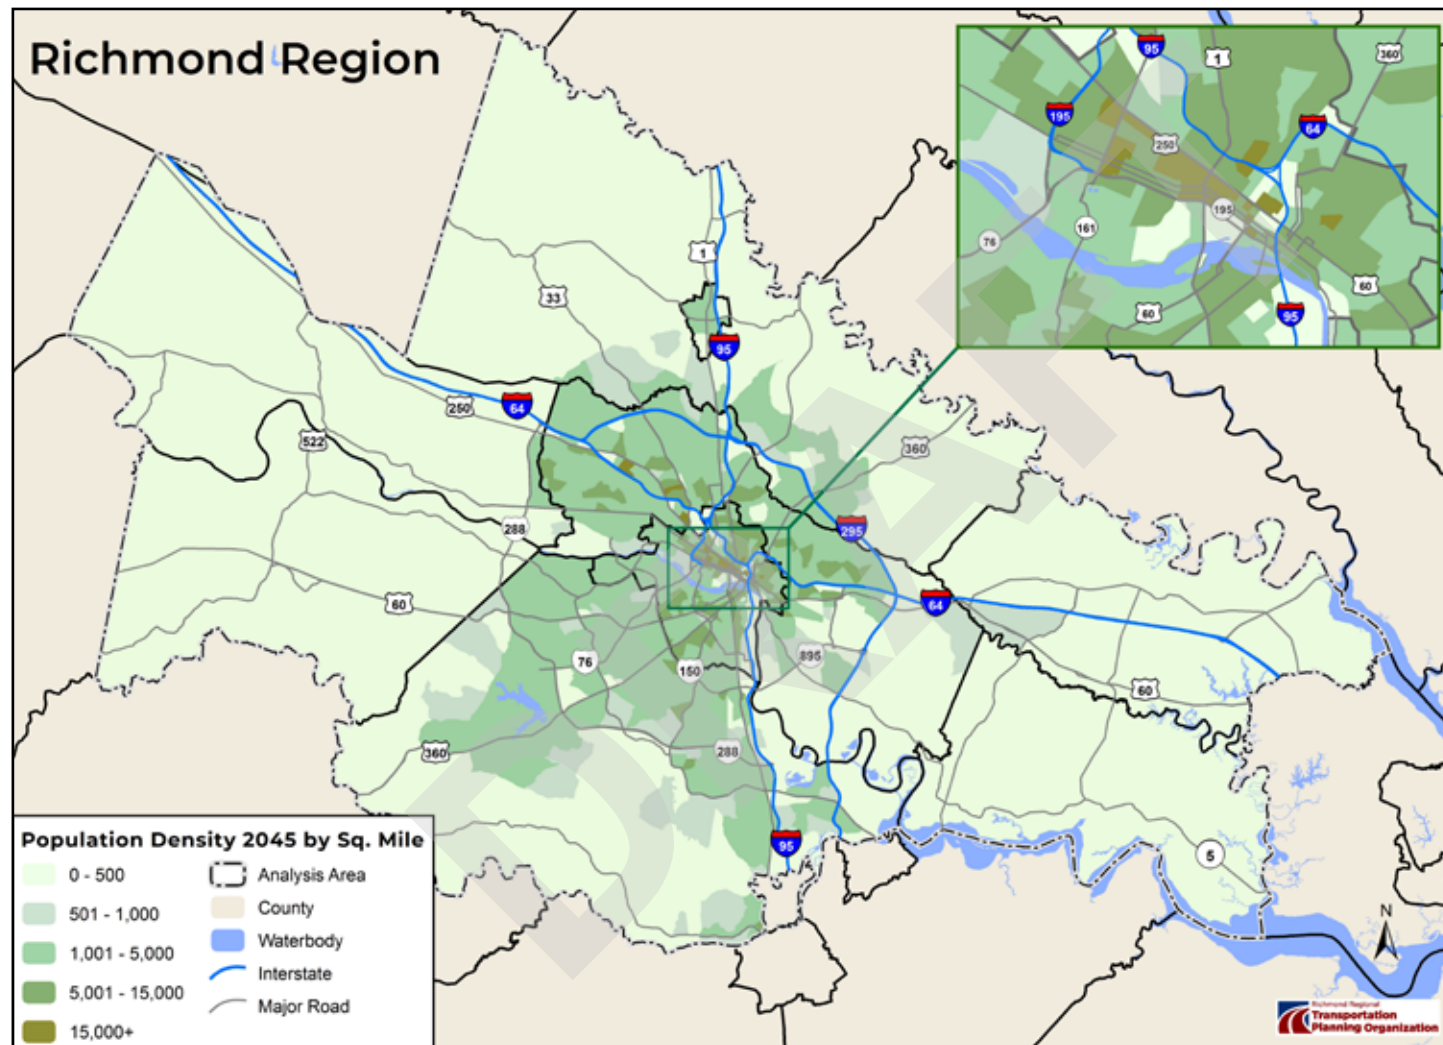 Richmond Region
95
1
360
195
64
250
195
76
161
60
60
95
1
33
95
64
250
522
360
288
295
60
64
76
150
895
60
360
288
95
5
DRAFT
Population Density 2045 by Sq. Mile
0 - 500
501 - 1,000
1,001 - 5,000
5,001 - 15,000
15,000+
Analysis Area
County
Waterbody
Interstate
Major Road
N
Richmond Regional
Transportation
Planning Organization